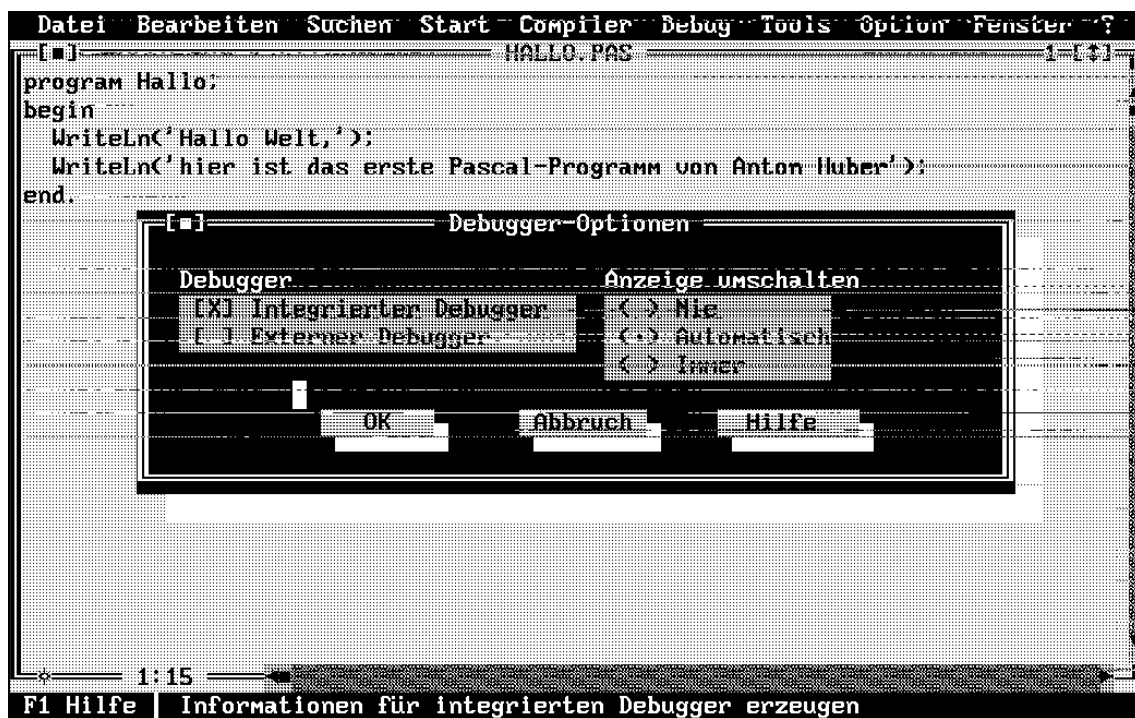 Datei Bearbeiten Suchen Start Compiler Debug Tools Option Fenster ?
[■] HALLO.PAS 1-[↕]
program Hallo;
begin
WriteLn('Hallo Welt,');
WriteLn('hier ist das erste Pascal-Programm von Anton Huber');
end.
[■] Debugger-Optionen
Debugger Anzeige umschalten
[X] Integrierter Debugger ( ) Nie
[ ] Externer Debugger (•) Automatisch
( ) Immer
OK Abbruch Hilfe
1:15
F1 Hilfe | Informationen für integrierten Debugger erzeugen